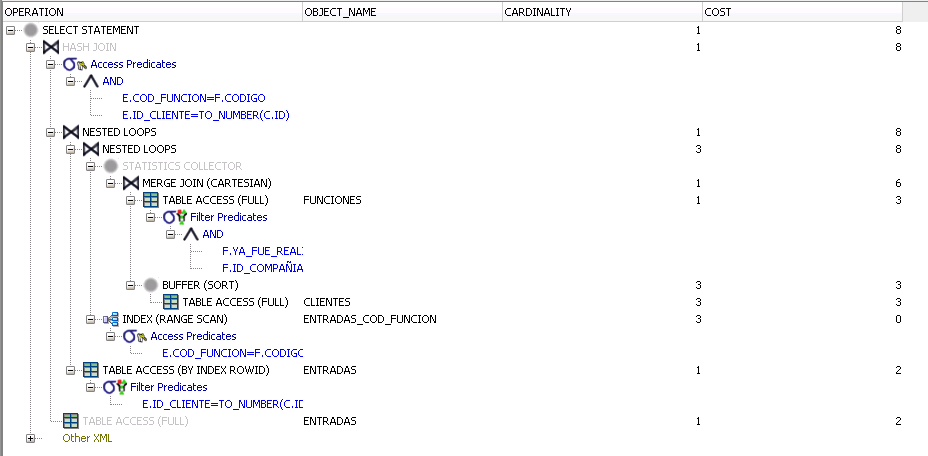 OPERATION OBJECT_NAME CARDINALITY COST
SELECT STATEMENT 1 8
HASH JOIN 1 8
Access Predicates
AND
E.COD_FUNCION=F.CODIGO
E.ID_CLIENTE=TO_NUMBER(C.ID)
NESTED LOOPS 1 8
NESTED LOOPS 3 8
STATISTICS COLLECTOR
MERGE JOIN (CARTESIAN) 1 6
TABLE ACCESS (FULL) FUNCIONES 1 3
Filter Predicates
AND
F.YA_FUE_REAL
F.ID_COMPAÑIA
BUFFER (SORT) 3 3
TABLE ACCESS (FULL) CLIENTES 3 3
INDEX (RANGE SCAN) ENTRADAS_COD_FUNCION 3 0
Access Predicates
E.COD_FUNCION=F.CODIGO
TABLE ACCESS (BY INDEX ROWID) ENTRADAS 1 2
Filter Predicates
E.ID_CLIENTE=TO_NUMBER(C.ID
TABLE ACCESS (FULL) ENTRADAS 1 2
Other XML